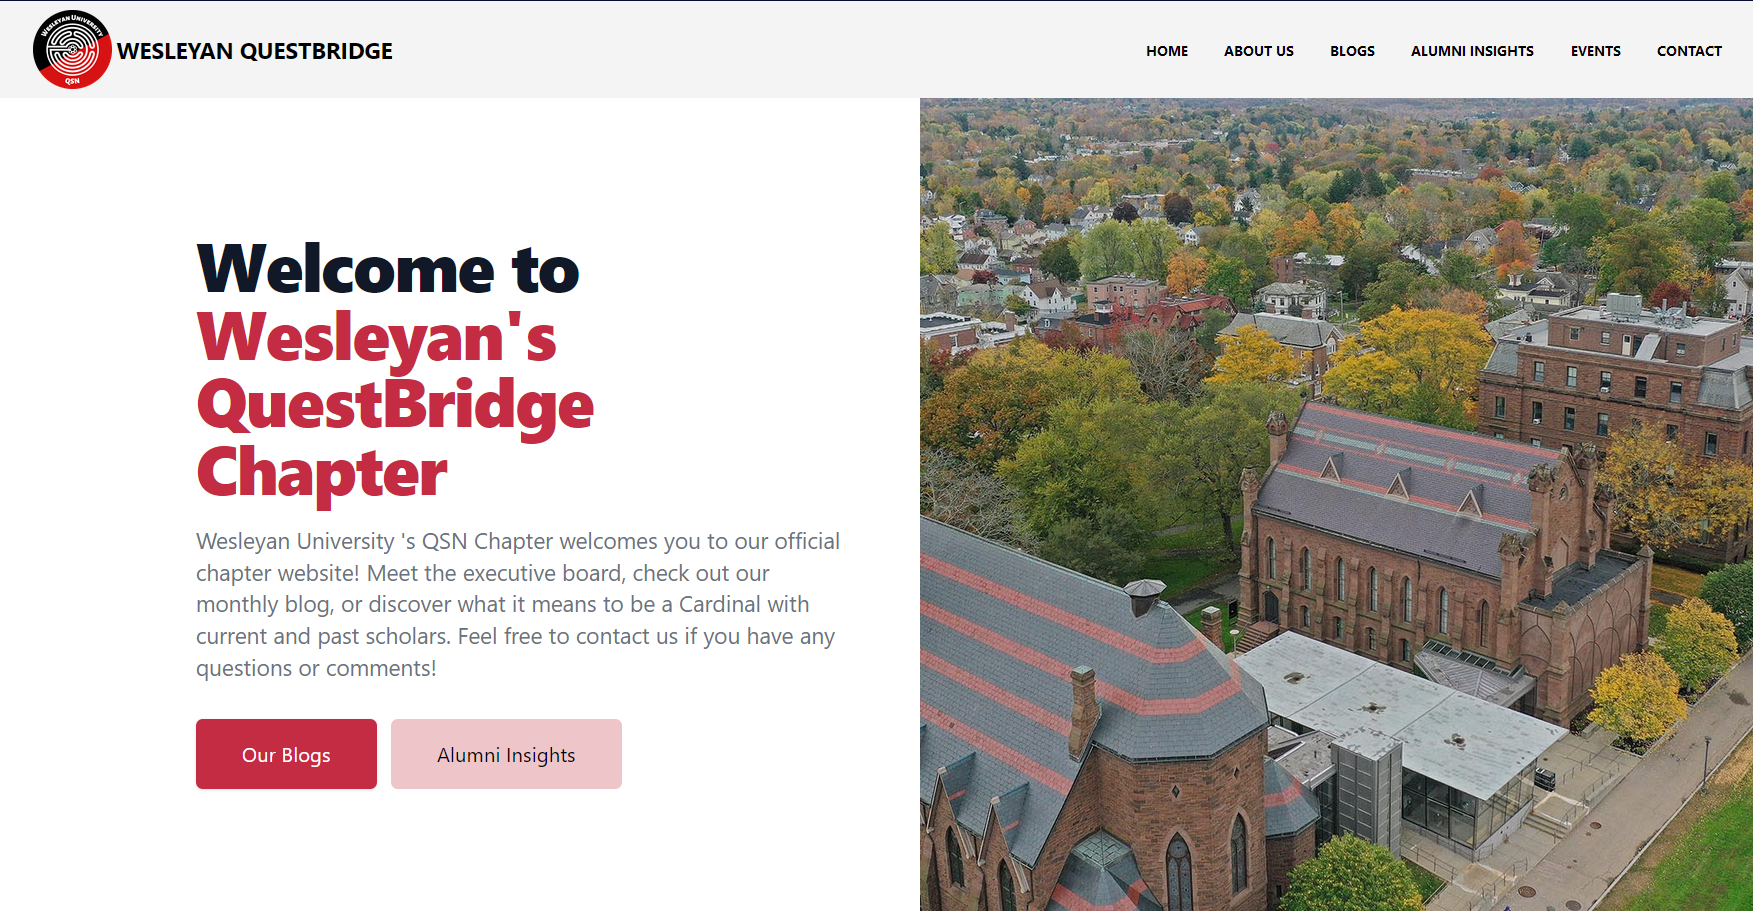 WESLEYAN UNIVERSITY
QSN
WESLEYAN QUESTBRIDGE
HOME
ABOUT US
BLOGS
ALUMNI INSIGHTS
EVENTS
CONTACT
Welcome to
Wesleyan's
QuestBridge
Chapter
Wesleyan University 's QSN Chapter welcomes you to our official
chapter website! Meet the executive board, check out our
monthly blog, or discover what it means to be a Cardinal with
current and past scholars. Feel free to contact us if you have any
questions or comments!
Our Blogs
Alumni Insights